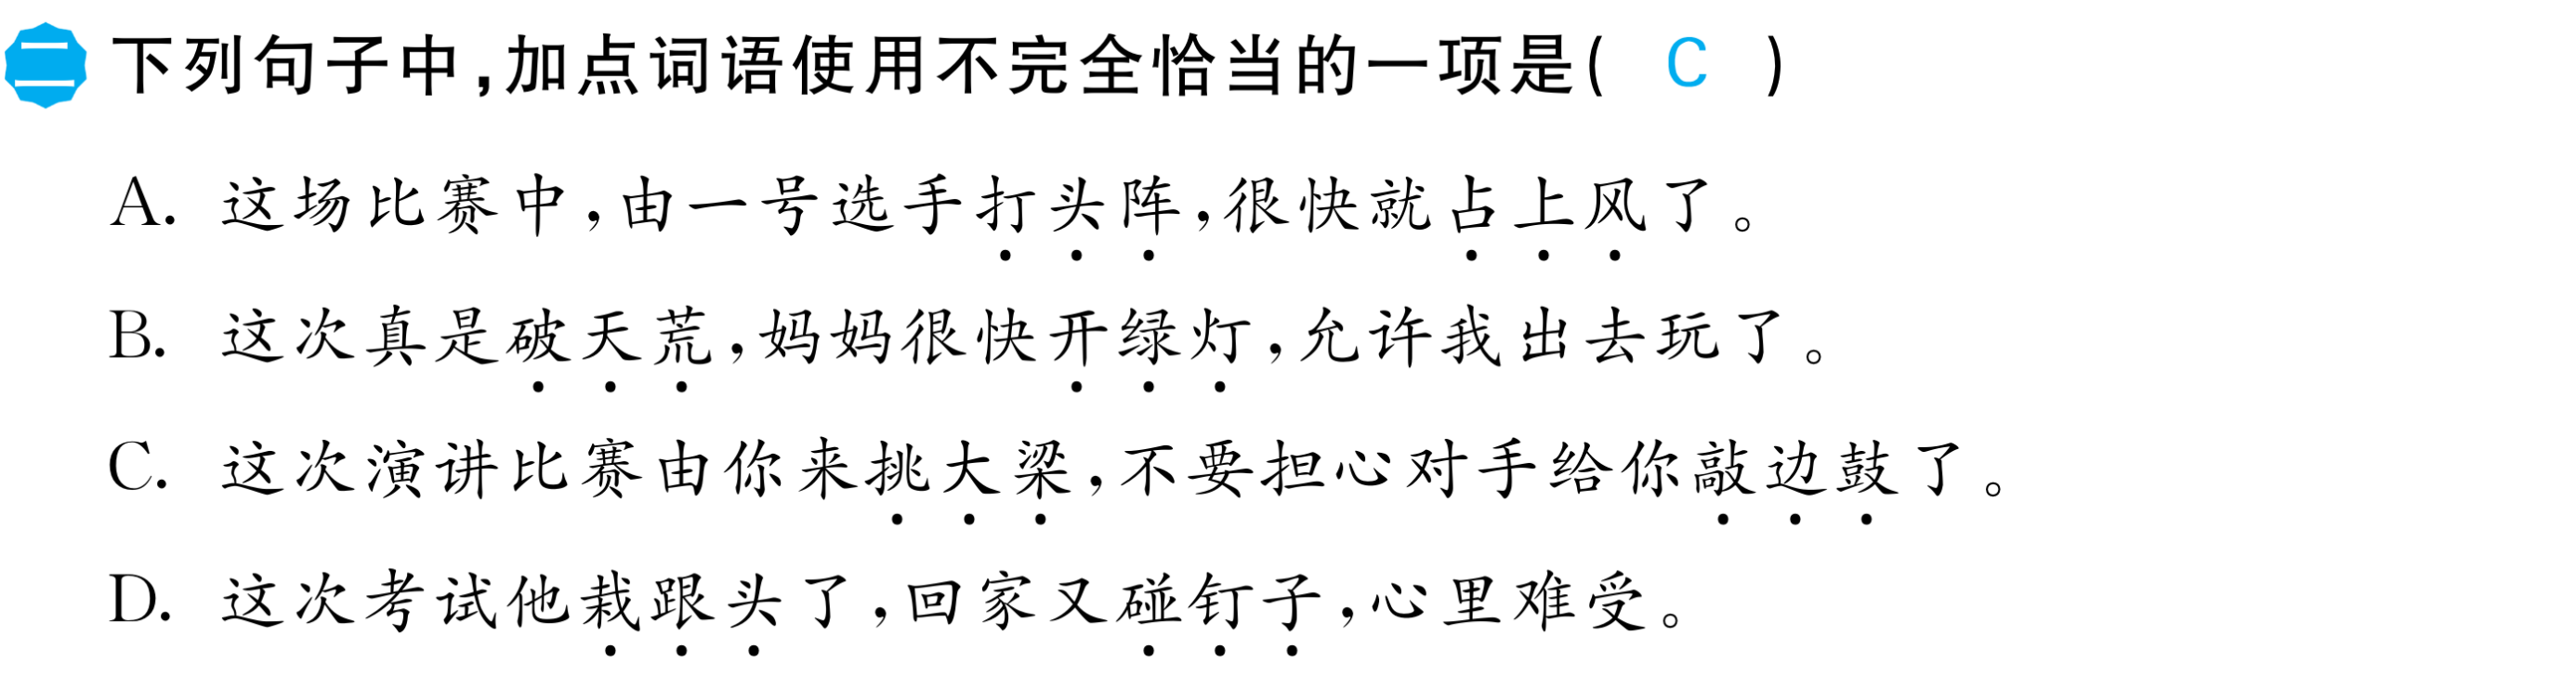 二 下列句子中,加点词语使用不完全恰当的一项是( C )
A. 这场比赛中,由一号选手打头阵,很快就占上风了。
B. 这次真是破天荒,妈妈很快开绿灯,允许我出去玩了。
C. 这次演讲比赛由你来挑大梁,不要担心对手给你敲边鼓了。
D. 这次考试他栽跟头了,回家又碰钉子,心里难受。